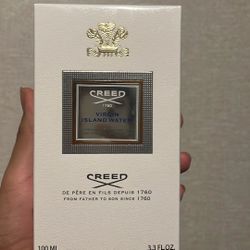 CREED
1760
VIRGIN
ISLAND WATER
CREED
DE PÈRE EN FILS DEPUIS 1760
FROM FATHER TO SON SINCE 1760
100 ML 3.3 FL.OZ.